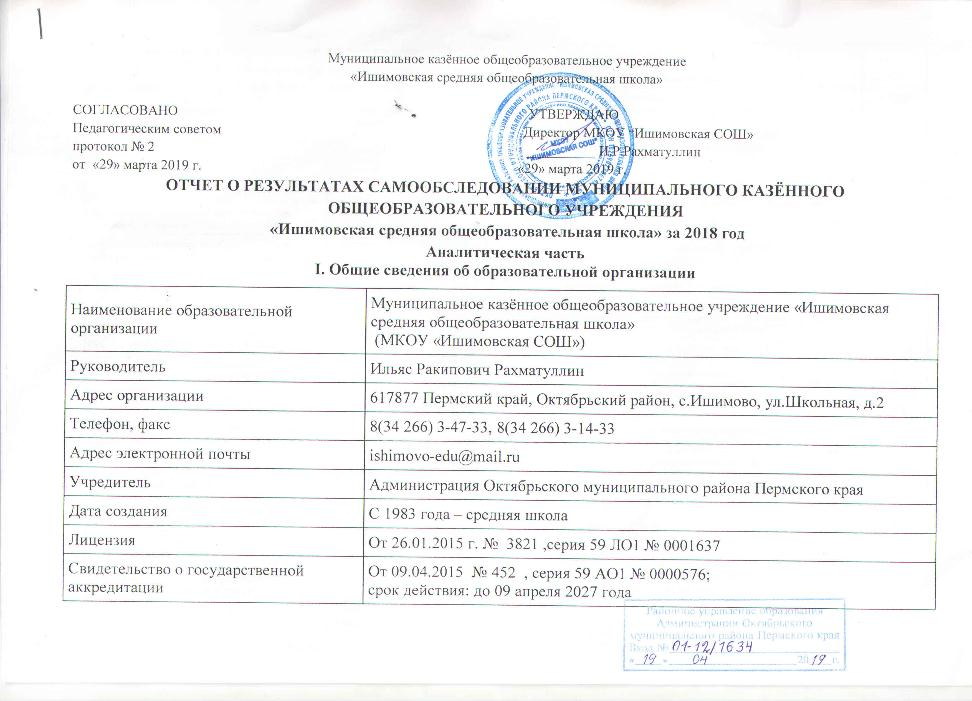 Муниципальное казённое общеобразовательное учреждение
«Ишимовская средняя общеобразовательная школа»
СОГЛАСОВАНО
Педагогическим советом
протокол № 2
от «29» марта 2019 г.
УТВЕРЖДАЮ
Директор МКОУ "Ишимовская СОШ»
И.Р.Рахматуллин
«29» марта 2019 г.
МКОУ
"ИШИМОВСКАЯ СОШ"
ОТЧЕТ О РЕЗУЛЬТАТАХ САМООБСЛЕДОВАНИИ МУНИЦИПАЛЬНОГО КАЗЁННОГО
ОБЩЕОБРАЗОВАТЕЛЬНОГО УЧРЕЖДЕНИЯ
«Ишимовская средняя общеобразовательная школа» за 2018 год
Аналитическая часть
I. Общие сведения об образовательной организации
Наименование образовательной
организации
Муниципальное казённое общеобразовательное учреждение «Ишимовская
средняя общеобразовательная школа»
(МКОУ «Ишимовская СОШ»)
Руководитель
Ильяс Ракипович Рахматуллин
Адрес организации
617877 Пермский край, Октябрьский район, с.Ишимово, ул.Школьная, д.2
Телефон, факс
8(34 266) 3-47-33, 8(34 266) 3-14-33
Адрес электронной почты
ishimovo-edu@mail.ru
Учредитель
Администрация Октябрьского муниципального района Пермского края
Дата создания
С 1983 года – средняя школа
Лицензия
От 26.01.2015 г. № 3821 ,серия 59 ЛО1 № 0001637
Свидетельство о государственной
аккредитации
От 09.04.2015 № 452 , серия 59 АО1 № 0000576;
срок действия: до 09 апреля 2027 года
Районное управление образования
Администрации Октябрьского
муниципального района Пермского края
Вход № 01-12/1634
« 19 » 04 2019 г.